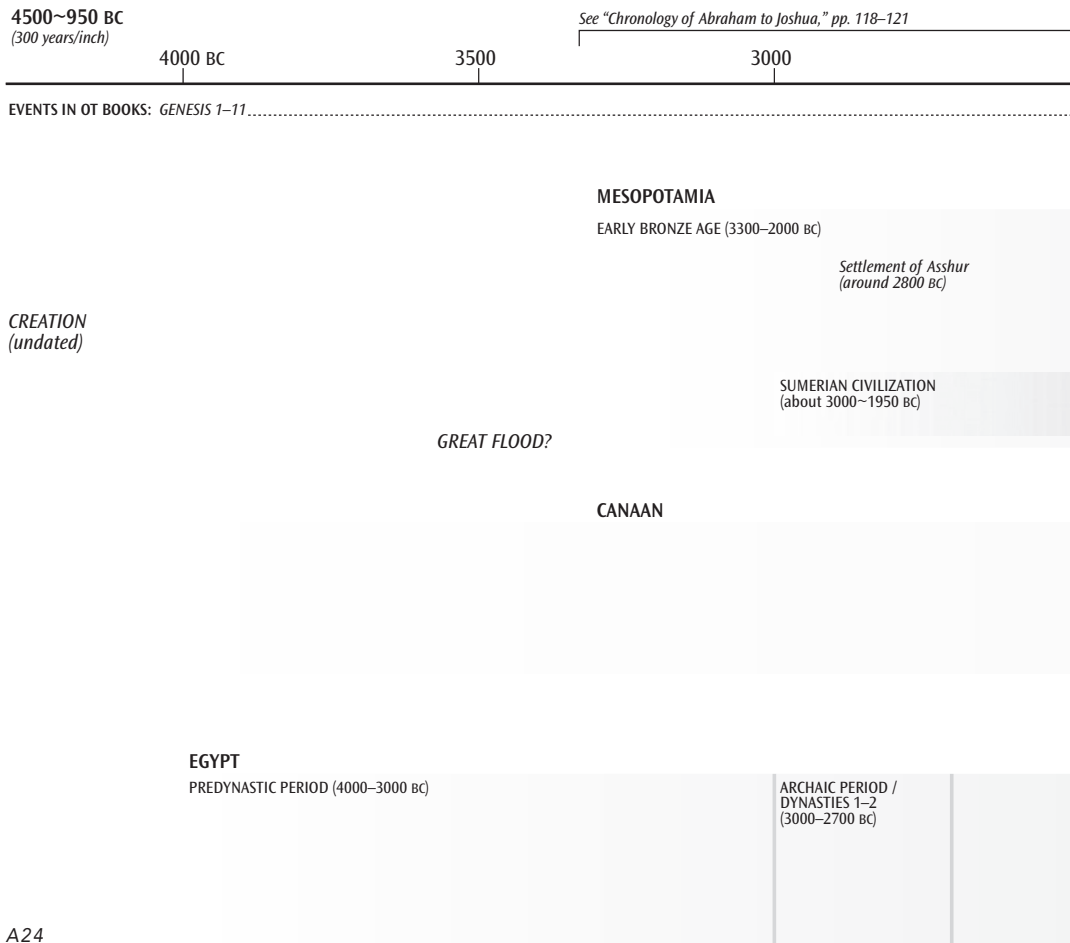 4500~950 BC
(300 years/inch)
See “Chronology of Abraham to Joshua,” pp. 118–121
4000 BC
3500
3000
EVENTS IN OT BOOKS: GENESIS 1–11
MESOPOTAMIA
EARLY BRONZE AGE (3300–2000 BC)
Settlement of Asshur
(around 2800 BC)
CREATION
(undated)
SUMERIAN CIVILIZATION
(about 3000~1950 BC)
GREAT FLOOD?
CANAAN
EGYPT
PREDYNASTIC PERIOD (4000–3000 BC)
ARCHAIC PERIOD /
DYNASTIES 1–2
(3000–2700 BC)
A24